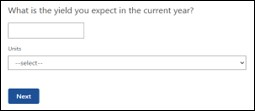 What is the yield you expect in the current year?
Units
--select--
Next